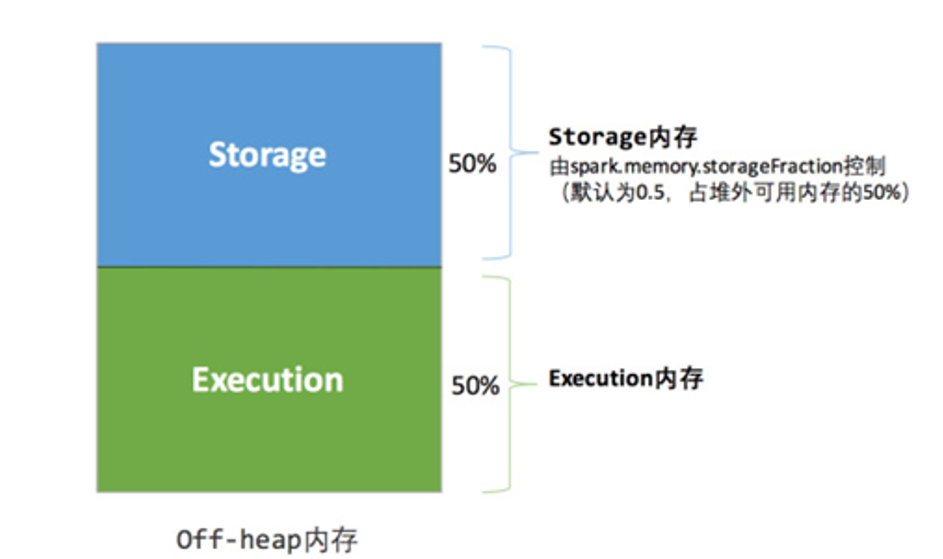 Storage
50%
Storage内存
由spark.memory.storageFraction控制
（默认为0.5, 占堆外可用内存的50%）
Execution
50%
Execution内存
Off-heap内存